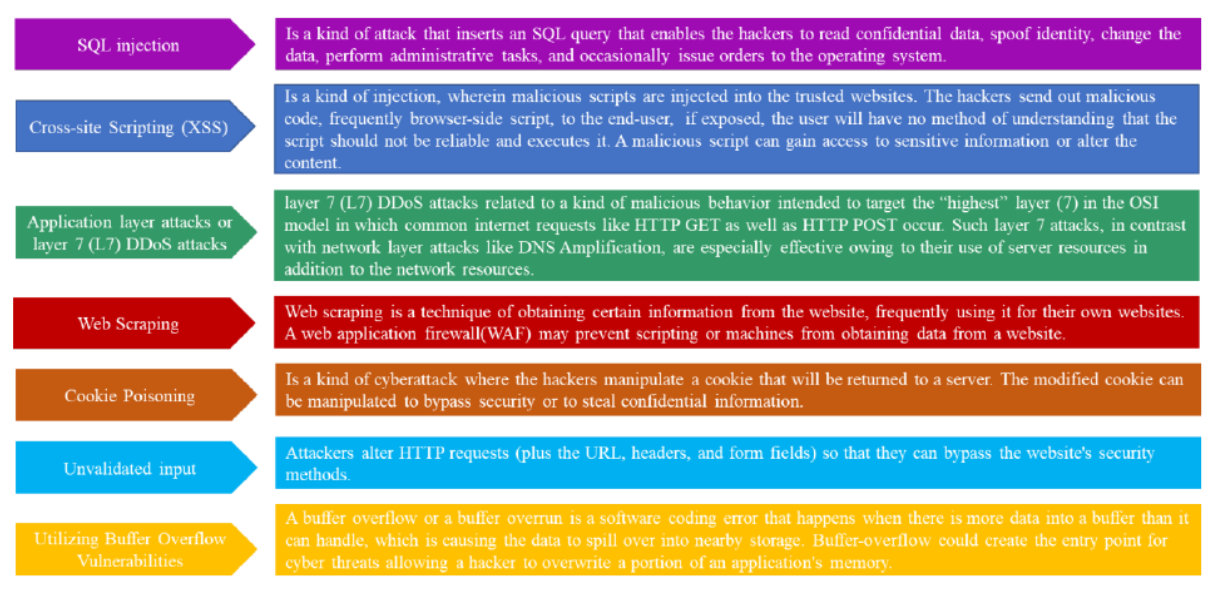 SQL injection
Is a kind of attack that inserts an SQL query that enables the hackers to read confidential data, spoof identity, change the
data, perform administrative tasks, and occasionally issue orders to the operating system.
Cross-site Scripting (XSS)
Is a kind of injection, wherein malicious scripts are injected into the trusted websites. The hackers send out malicious
code, frequently browser-side script, to the end-user, if exposed, the user will have no method of understanding that the
script should not be reliable and executes it. A malicious script can gain access to sensitive information or alter the
content.
Application layer attacks or
layer 7 (L7) DDoS attacks
layer 7 (L7) DDoS attacks related to a kind of malicious behavior intended to target the “highest” layer (7) in the OSI
model in which common internet requests like HTTP GET as well as HTTP POST occur. Such layer 7 attacks, in contrast
with network layer attacks like DNS Amplification, are especially effective owing to their use of server resources in
addition to the network resources.
Web Scraping
Web scraping is a technique of obtaining certain information from the website, frequently using it for their own websites.
A web application firewall(WAF) may prevent scripting or machines from obtaining data from a website.
Cookie Poisoning
Is a kind of cyberattack where the hackers manipulate a cookie that will be returned to a server. The modified cookie can
be manipulated to bypass security or to steal confidential information.
Unvalidated input
Attackers alter HTTP requests (plus the URL, headers, and form fields) so that they can bypass the website's security
methods.
Utilizing Buffer Overflow
Vulnerabilities
A buffer overflow or a buffer overrun is a software coding error that happens when there is more data into a buffer than it
can handle, which is causing the data to spill over into nearby storage. Buffer-overflow could create the entry point for
cyber threats allowing a hacker to overwrite a portion of an application's memory.